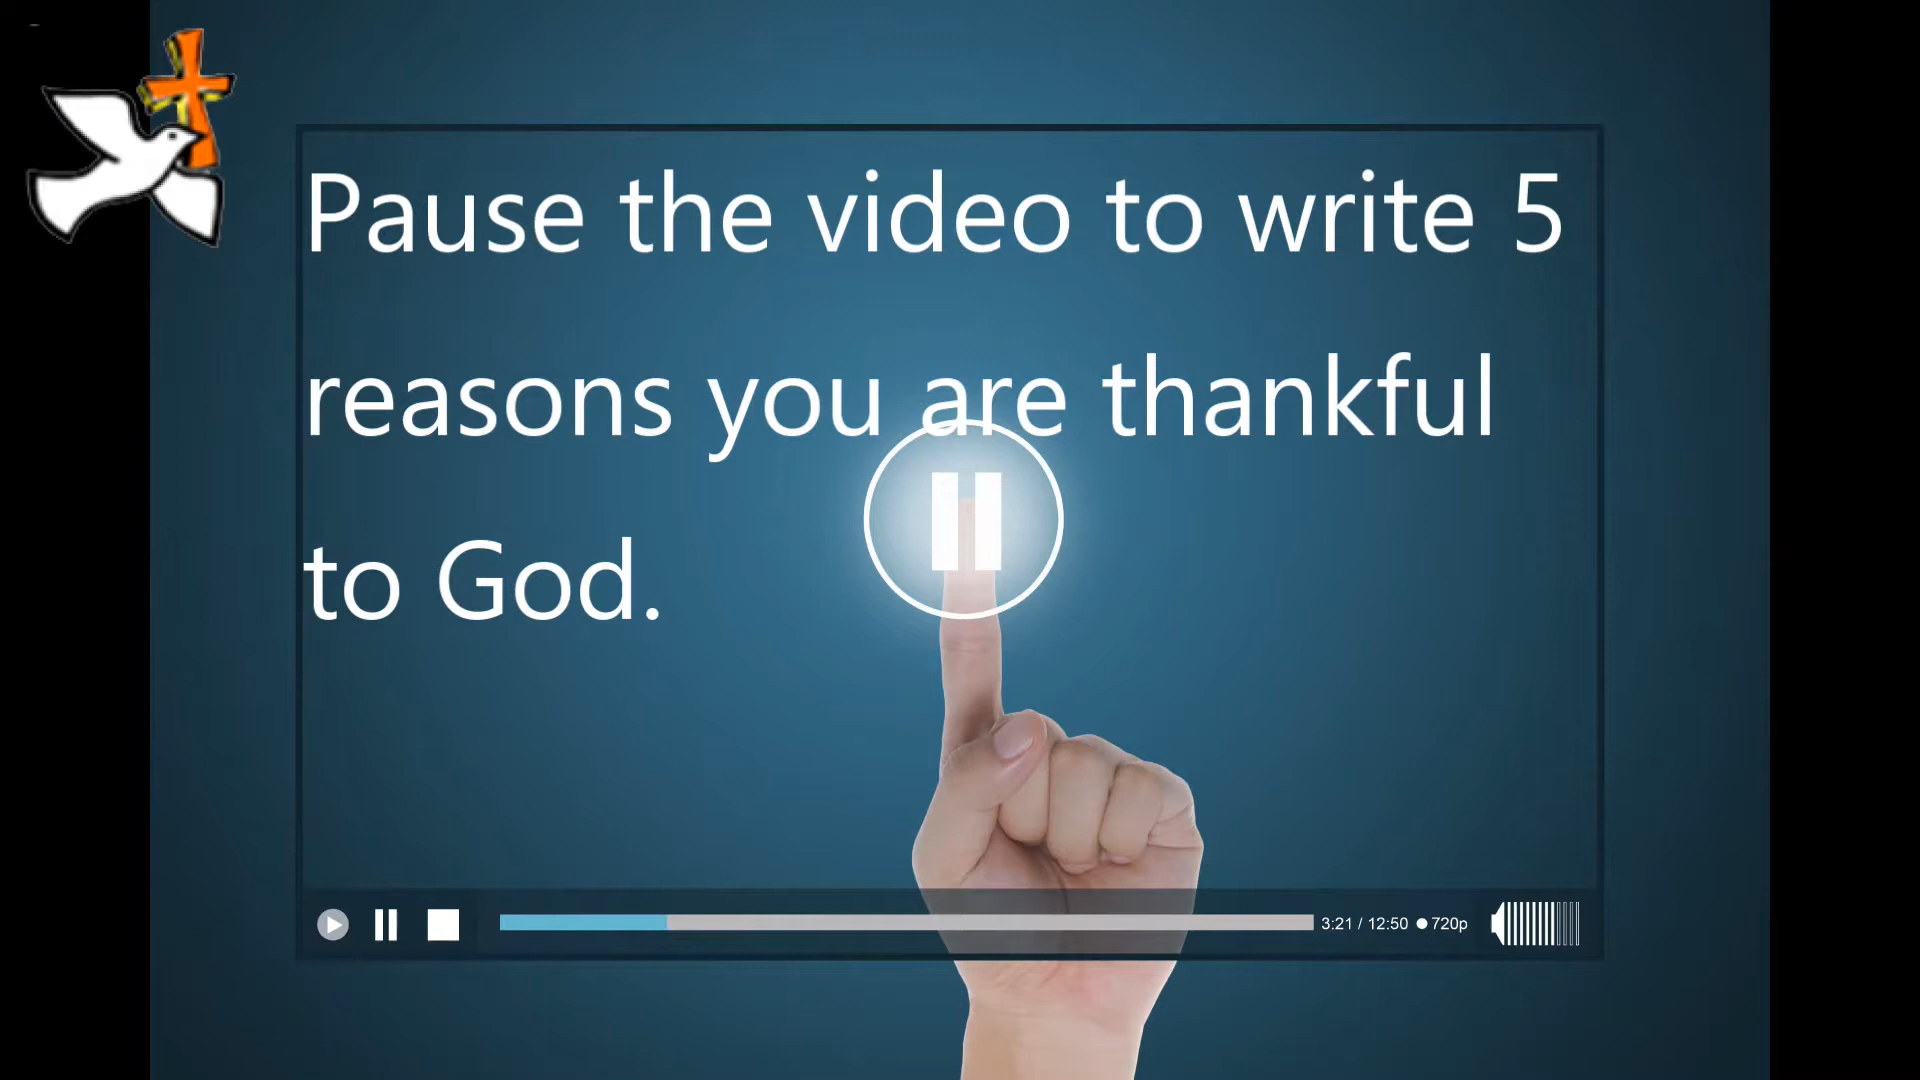 Pause the video to write 5
reasons you are thankful
to God.
3:21 / 12:50 ●720p